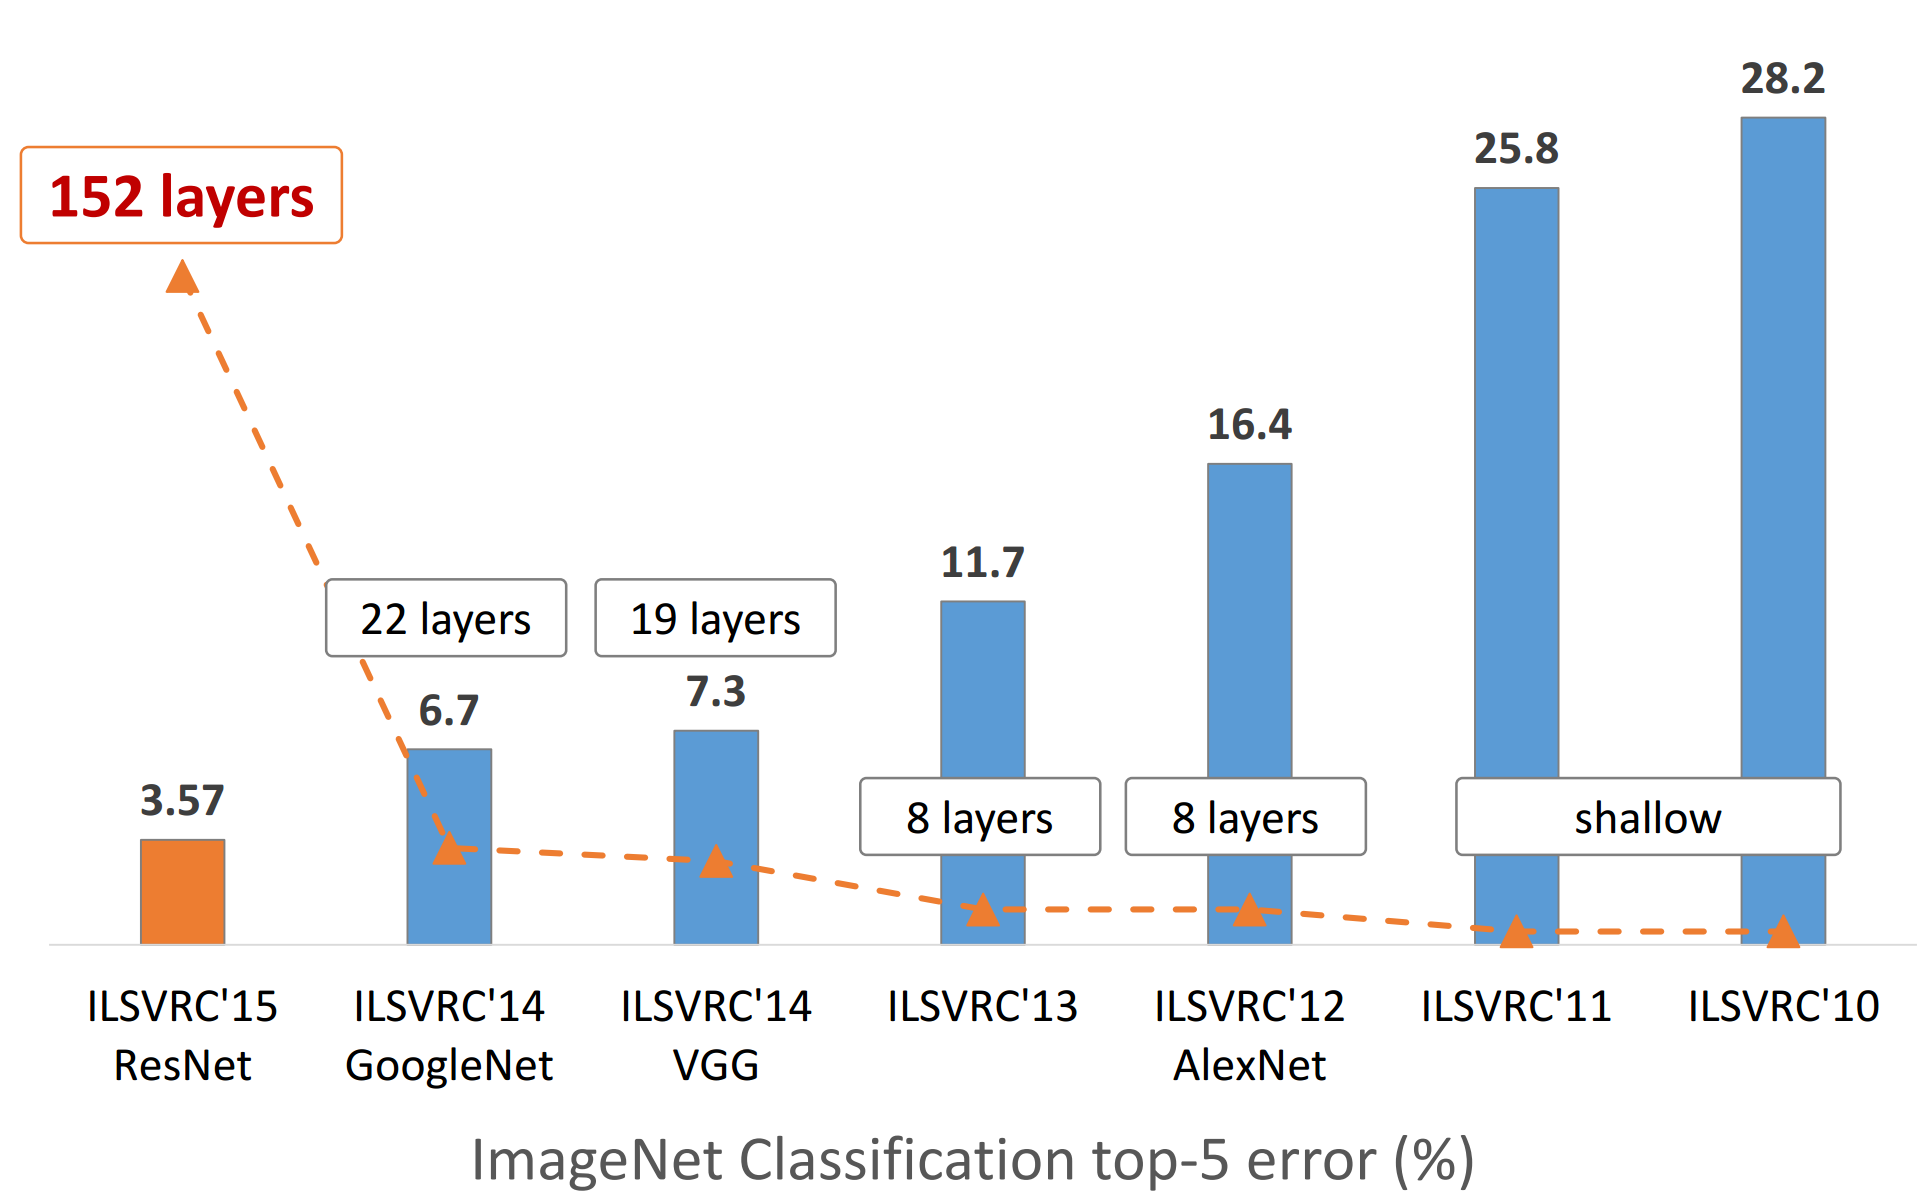 28.2
25.8
152 layers
16.4
11.7
22 layers
19 layers
6.7
7.3
3.57
8 layers
8 layers
shallow
ILSVRC'15
ResNet
ILSVRC'14
GoogleNet
ILSVRC'14
VGG
ILSVRC'13
ILSVRC'12
AlexNet
ILSVRC'11
ILSVRC'10
ImageNet Classification top-5 error (%)